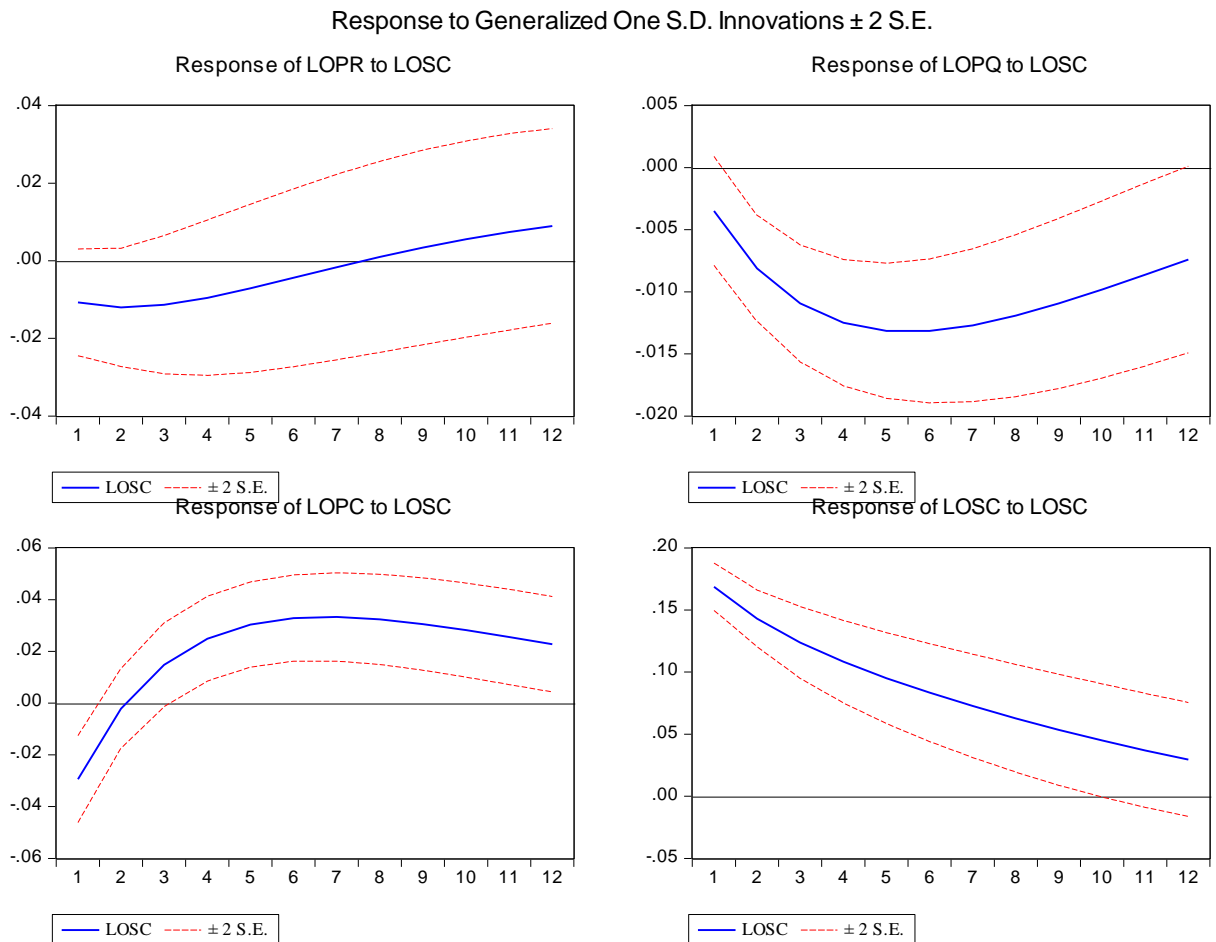 Response to Generalized One S.D. Innovations ± 2 S.E.
Response of LOPR to LOSC
.04
.02
.00
-.02
-.04
1 2 3 4 5 6 7 8 9 10 11 12
LOSC ± 2 S.E.
Response of LOPQ to LOSC
.005
.000
-.005
-.010
-.015
-.020
1 2 3 4 5 6 7 8 9 10 11 12
LOSC ± 2 S.E.
Response of LOPC to LOSC
.06
.04
.02
.00
-.02
-.04
-.06
1 2 3 4 5 6 7 8 9 10 11 12
LOSC ± 2 S.E.
Response of LOSC to LOSC
.20
.15
.10
.05
.00
-.05
1 2 3 4 5 6 7 8 9 10 11 12
LOSC ± 2 S.E.